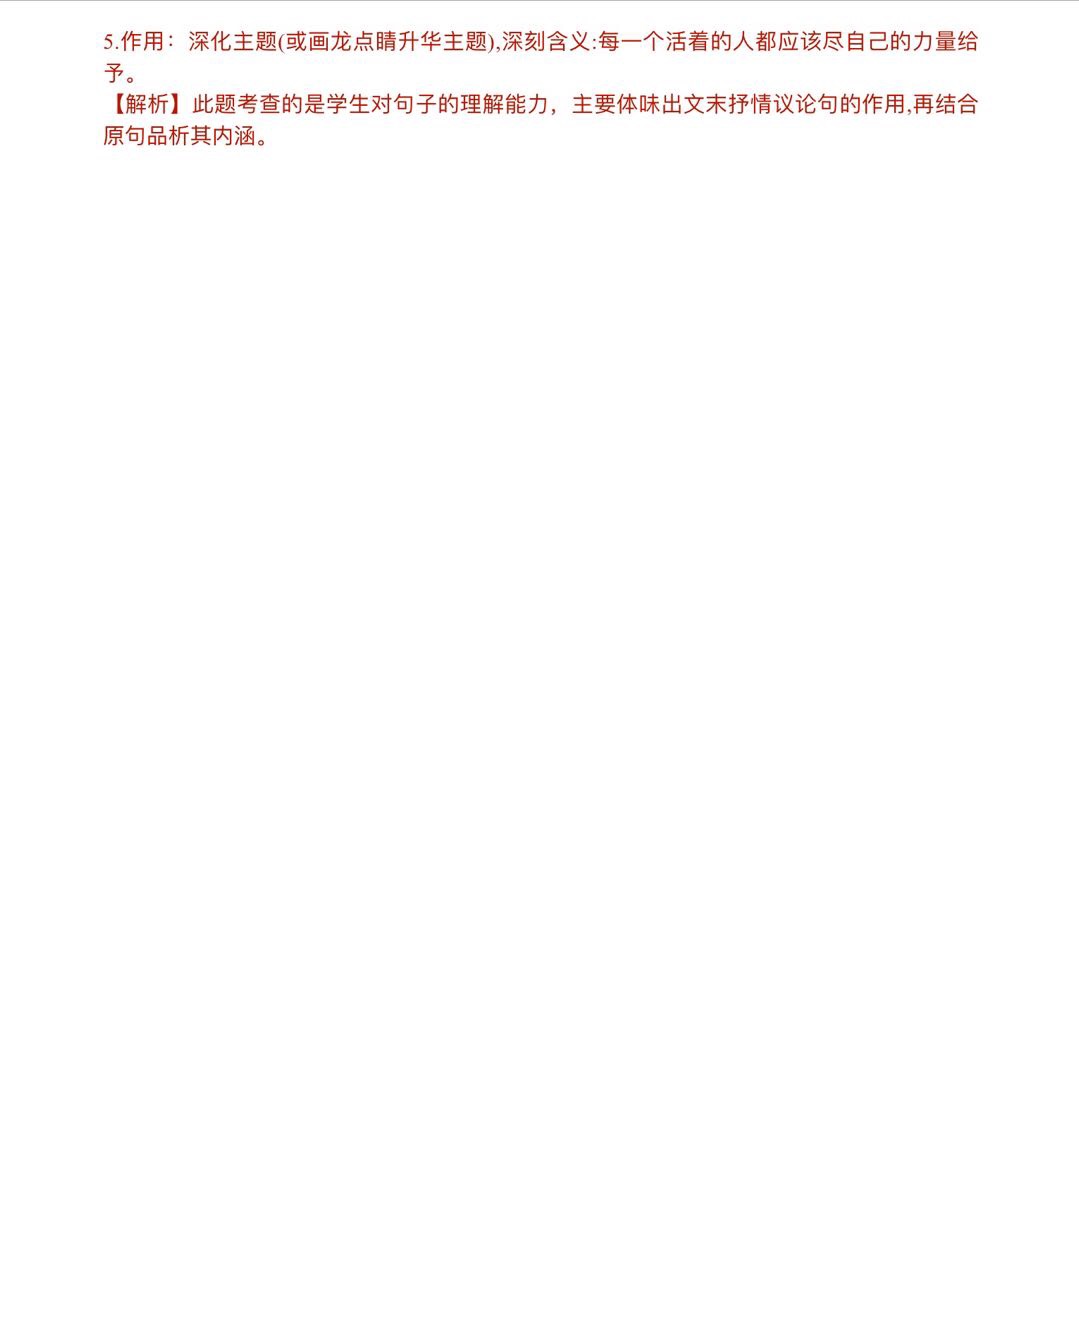 5.作用：深化主题(或画龙点睛升华主题),深刻含义:每一个活着的人都应该尽自己的力量给
予。
【解析】此题考查的是学生对句子的理解能力，主要体味出文末抒情议论句的作用,再结合
原句品析其内涵。